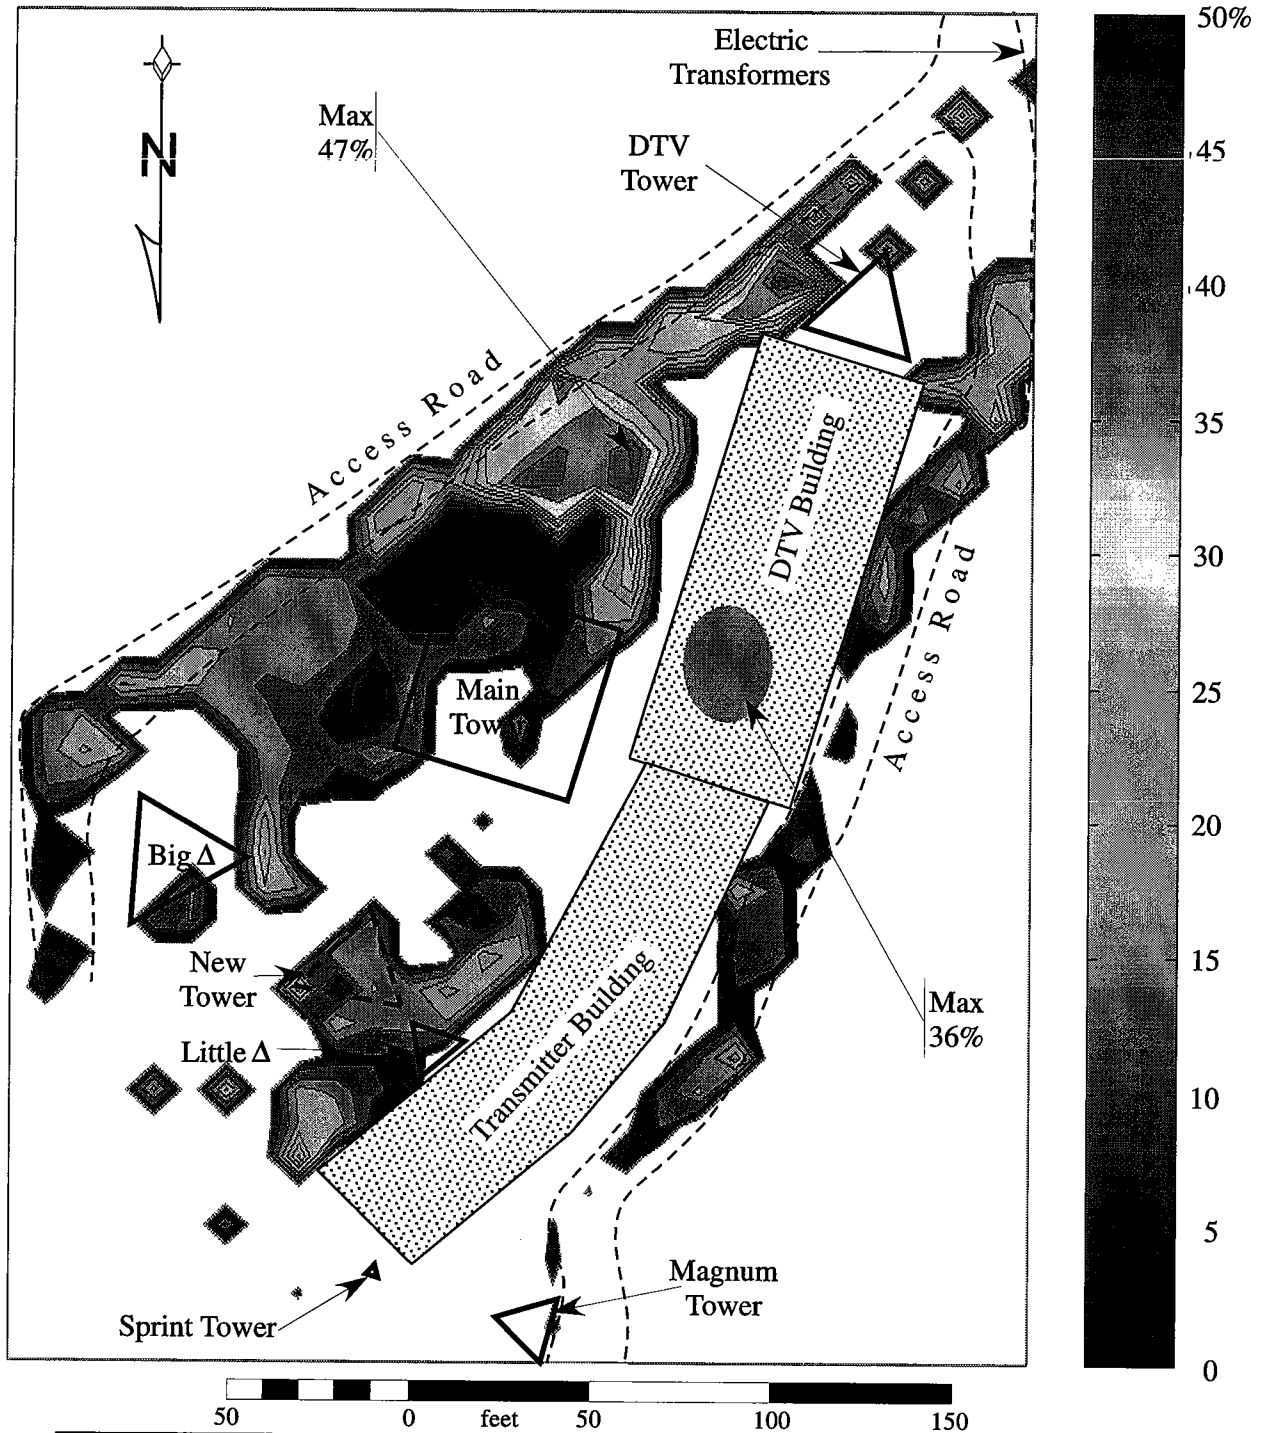 Electric
Transformers
50%
N
Max
47%
DTV
Tower
45
40
Access Road
35
DTV Building
30
Access Road
Main
Tow
25
Big Δ
20
New
Tower
15
Transmitter Building
Max
36%
Little Δ
10
5
Magnum
Tower
Sprint Tower
0
50
0
feet
50
100
150